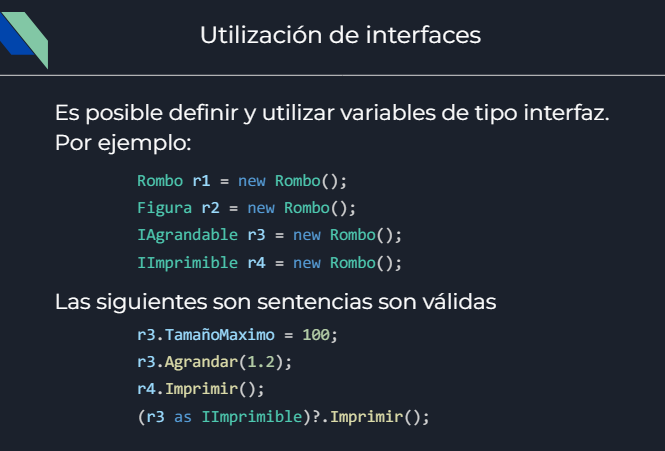 Utilización de interfaces
Es posible definir y utilizar variables de tipo interfaz.
Por ejemplo:
Rombo r1 = new Rombo();
Figura r2 = new Rombo();
IAgrandable r3 = new Rombo();
IImprimible r4 = new Rombo();
Las siguientes son sentencias son válidas
r3.TamañoMaximo = 100;
r3.Agrandar(1.2);
r4.Imprimir();
(r3 as IImprimible)?.Imprimir();